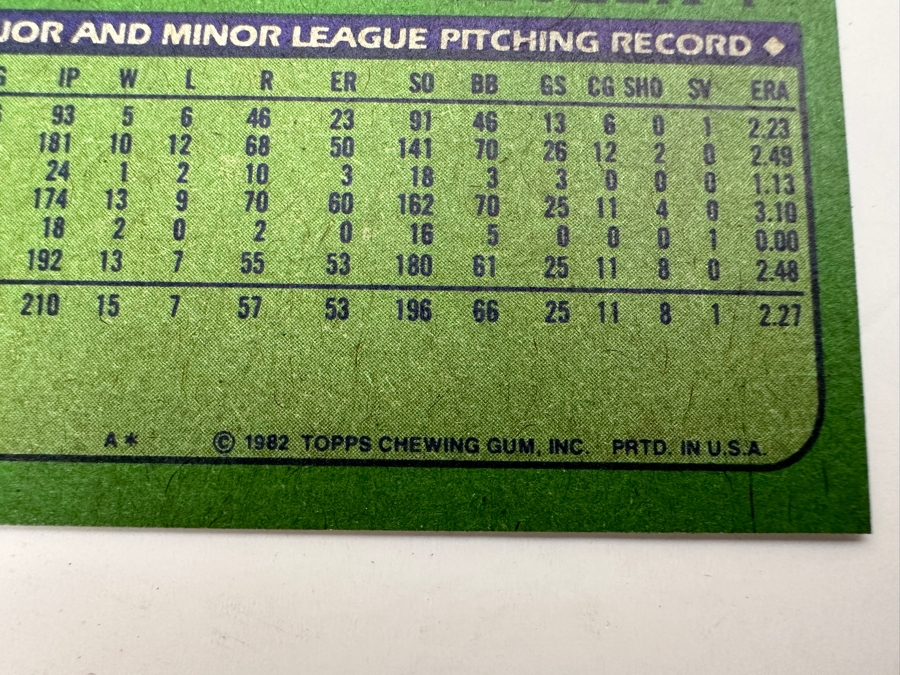 JOR AND MINOR LEAGUE PITCHING RECORD
IP W L R ER SO BB GS CG SHO SV ERA
93 5 6 46 23 91 46 13 6 0 1 2.23
181 10 12 68 50 141 70 26 12 2 0 2.49
24 1 2 10 3 18 3 3 0 0 0 1.13
174 13 9 70 60 162 70 25 11 4 0 3.10
18 2 0 2 0 16 5 0 0 0 1 0.00
192 13 7 55 53 180 61 25 11 8 0 2.48
210 15 7 57 53 196 66 25 11 8 1 2.27
A* © 1982 TOPPS CHEWING GUM, INC. PRTD. IN U.S.A.